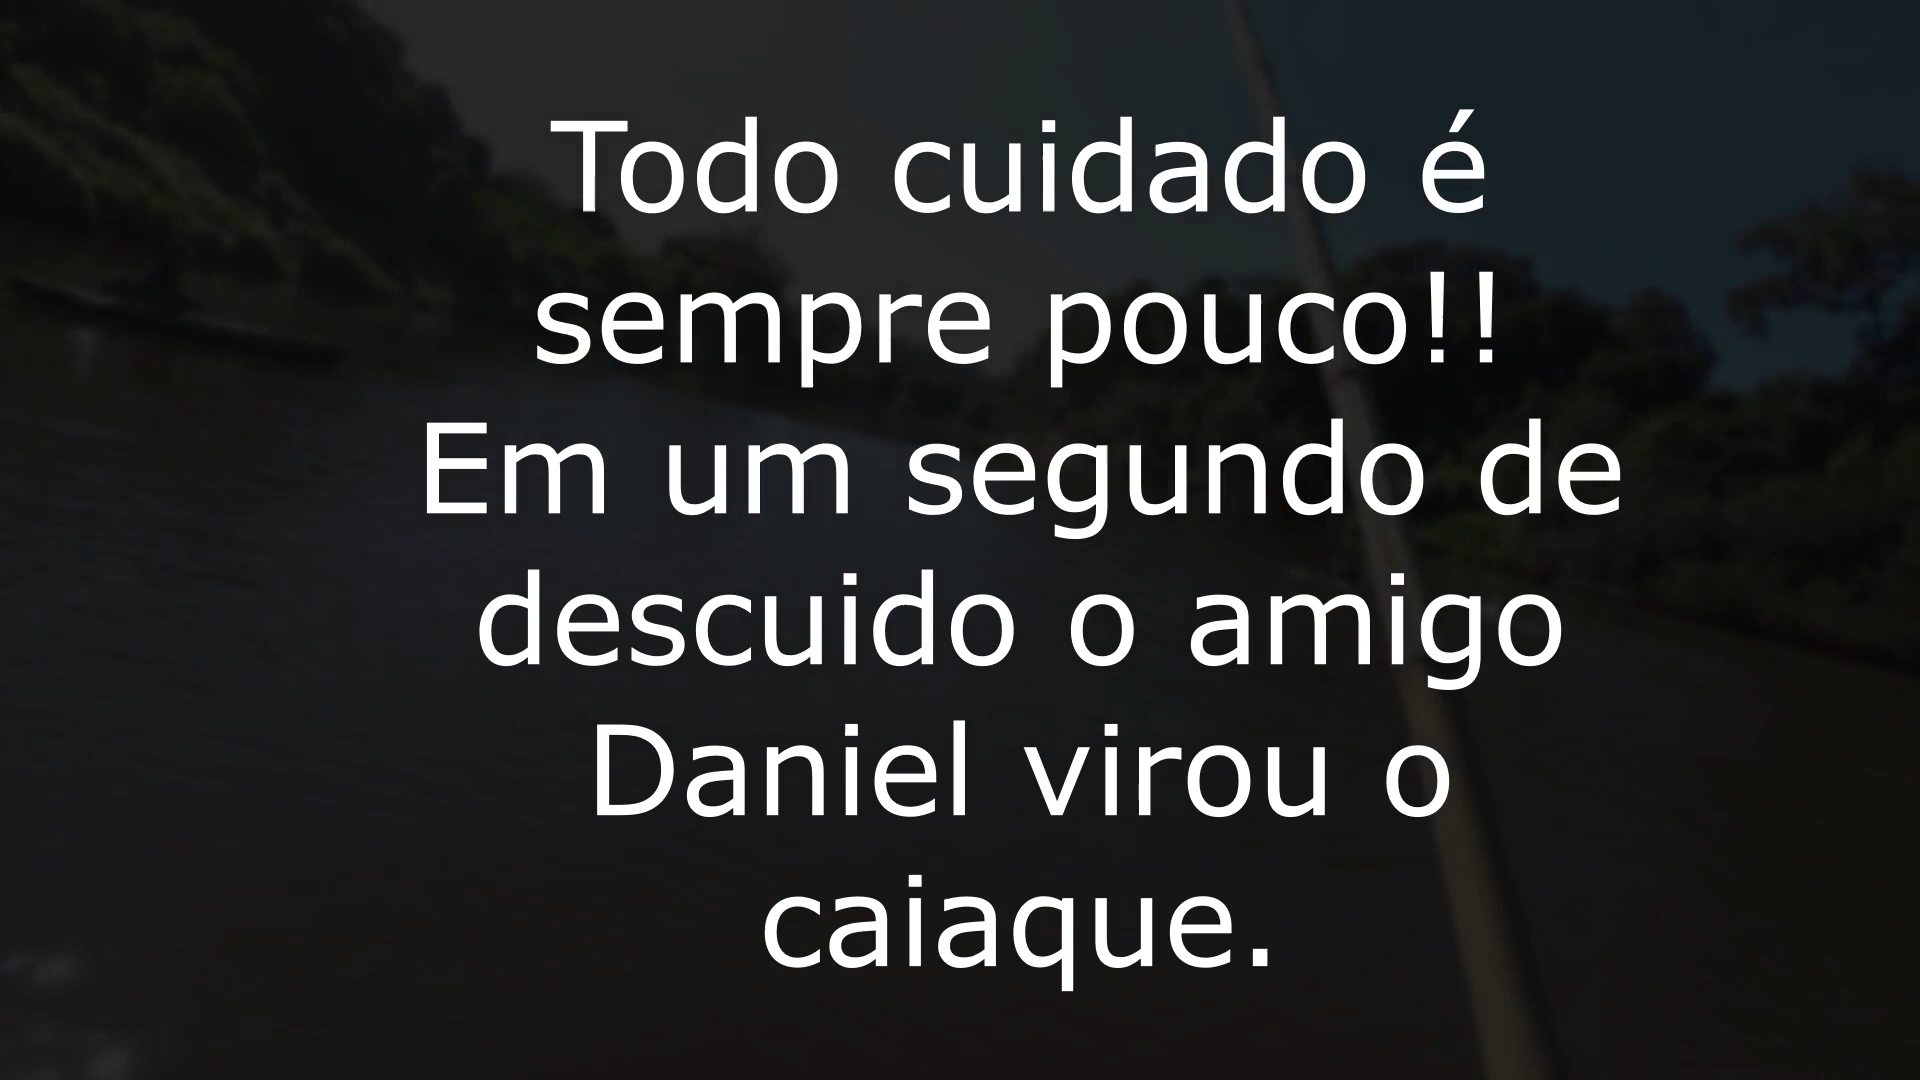 Todo cuidado é
sempre pouco!!
Em um segundo de
descuido o amigo
Daniel virou o
caiaque.